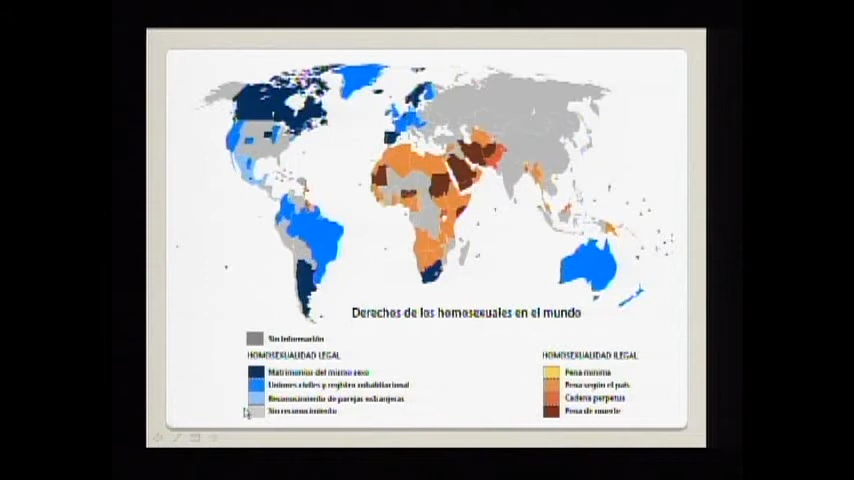 Derechos de los homosexuales en el mundo
Sin información
HOMOSEXUALIDAD LEGAL
Matrimonios del mismo sexo
Uniones civiles y registro cohabitacional
Reconocimiento de parejas extranjeras
Sin reconocimiento
HOMOSEXUALIDAD ILEGAL
Pena mínima
Pena según el país
Cadena perpetua
Pena de muerte